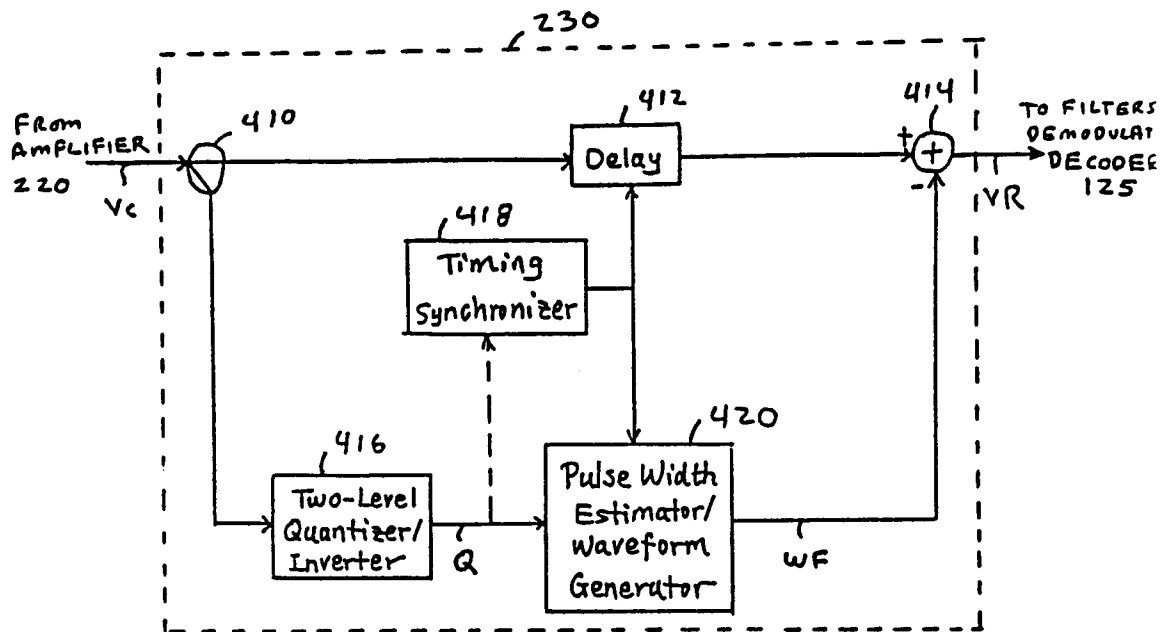 230
FROM
AMPLIFIER
220
Vc
410
412
Delay
414
+
+
-
TO FILTERS
DEMODULAT
DECODE
125
VR
418
Timing
Synchronizer
416
Two-Level
Quantizer/
Inverter
Q
420
Pulse Width
Estimator/
Waveform
Generator
WF